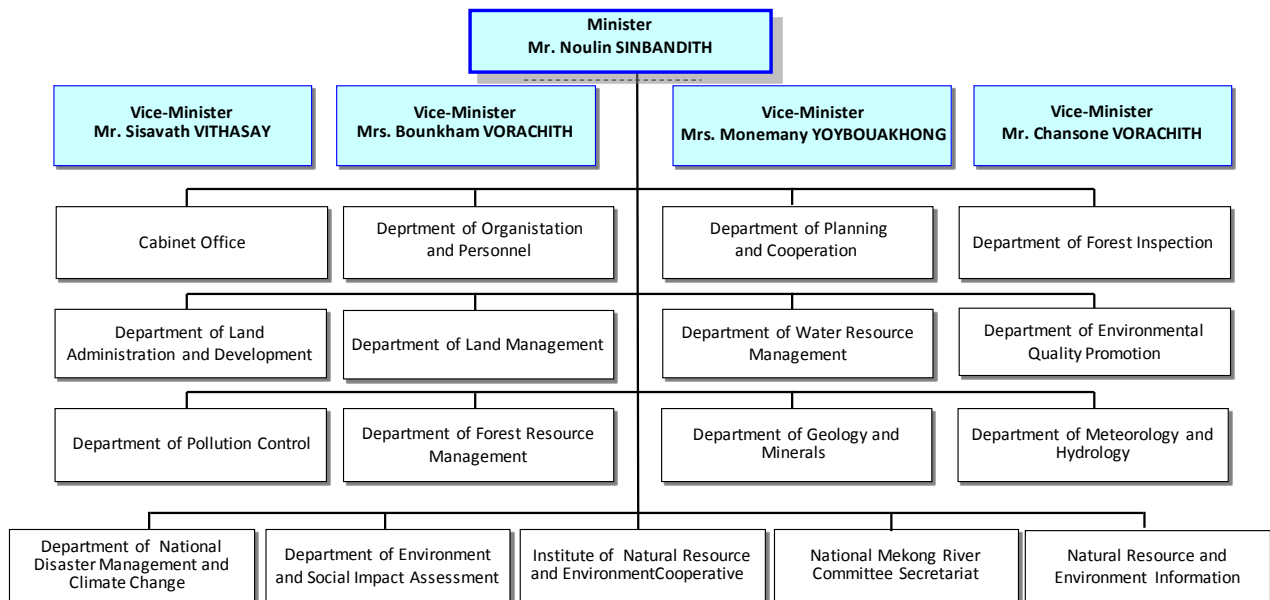 Minister
Mr. Noulin SINBANDITH
Vice-Minister
Mr. Sisavath VITHASAY
Vice-Minister
Mrs. Bounkham VORACHITH
Vice-Minister
Mrs. Monemany YOYBOUAKHONG
Vice-Minister
Mr. Chansone VORACHITH
Cabinet Office
Deprtment of Organistation
and Personnel
Department of Planning
and Cooperation
Department of Forest Inspection
Department of Land
Administration and Development
Department of Land Management
Department of Water Resource
Management
Department of Environmental
Quality Promotion
Department of Pollution Control
Department of Forest Resource
Management
Department of Geology and
Minerals
Department of Meteorology and
Hydrology
Department of National
Disaster Management and
Climate Change
Department of Environment
and Social Impact Assessment
Institute of Natural Resource
and EnvironmentCooperative
National Mekong River
Committee Secretariat
Natural Resource and
Environment Information